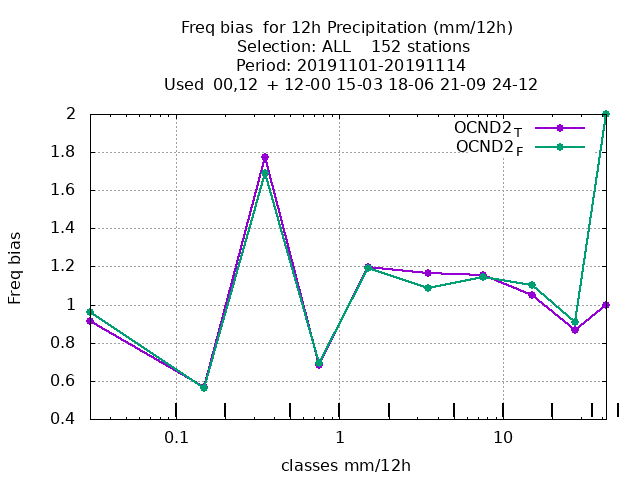 Freq bias  for 12h Precipitation (mm/12h)
Selection: ALL    152 stations
Period: 20191101-20191114
Used  00,12  + 12-00 15-03 18-06 21-09 24-12
OCND2_T
OCND2_F
2
1.8
1.6
1.4
1.2
1
0.8
0.6
0.4
Freq bias
0.1
1
10
classes mm/12h